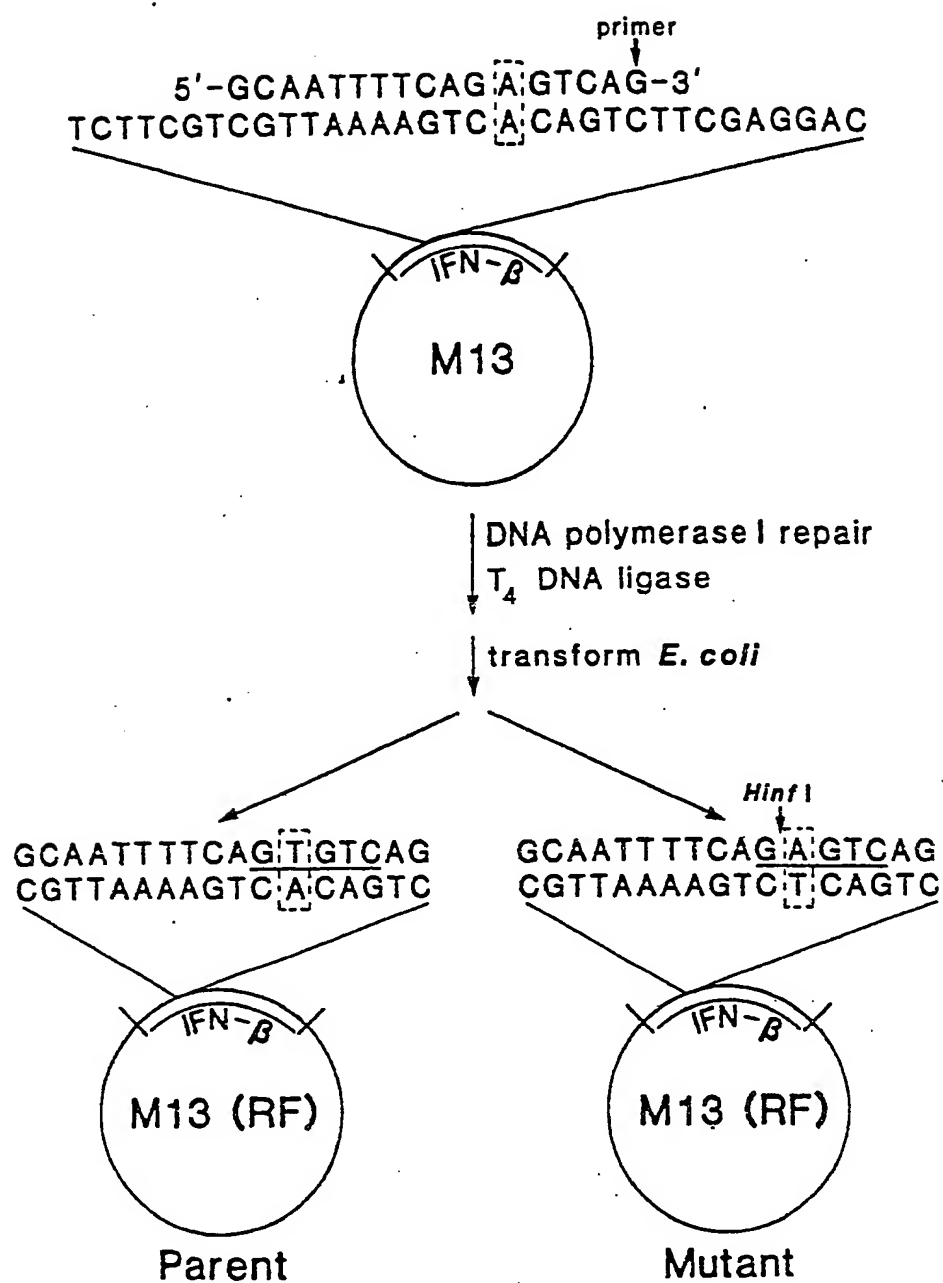 primer
5'-GCAATTTTCAGAGTCAG-3'
TCTTCGTCGTTAAAAGTCACAGTCTTCGAGGAC
IFN-β
M13
DNA polymerase I repair
T4 DNA ligase
transform E. coli
Hinf I
GCAATTTTCAGTGTCAG
CGTTAAAAGTCACAGTC
GCAATTTTCAGAGTCAG
CGTTAAAAGTCTCAGTC
IFN-β
IFN-β
M13 (RF)
M13 (RF)
Parent
Mutant